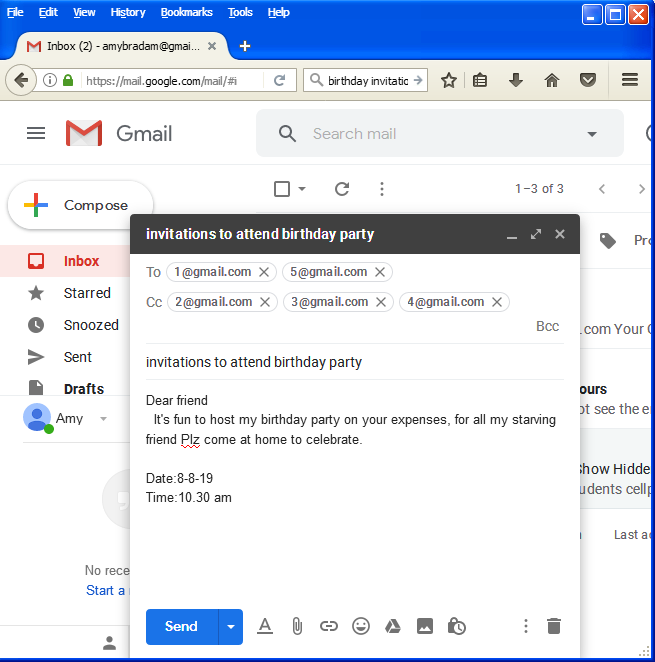 File Edit View History Bookmarks Tools Help
Inbox (2) - amybradam@gmai...
https://mail.google.com/mail/#i
birthday invitatic
Gmail
Search mail
Compose
1–3 of 3
invitations to attend birthday party
Inbox
Starred
Snoozed
Sent
Drafts
Amy
No rece
Start a
To 1@gmail.com 5@gmail.com
Cc 2@gmail.com 3@gmail.com 4@gmail.com
Bcc
invitations to attend birthday party
Dear friend
It's fun to host my birthday party on your expenses, for all my starving
friend Plz come at home to celebrate.
Date:8-8-19
Time:10.30 am
Send
Pro
.com Your G
ours
ot see the e
Show Hidde
udents cellp
Last ac